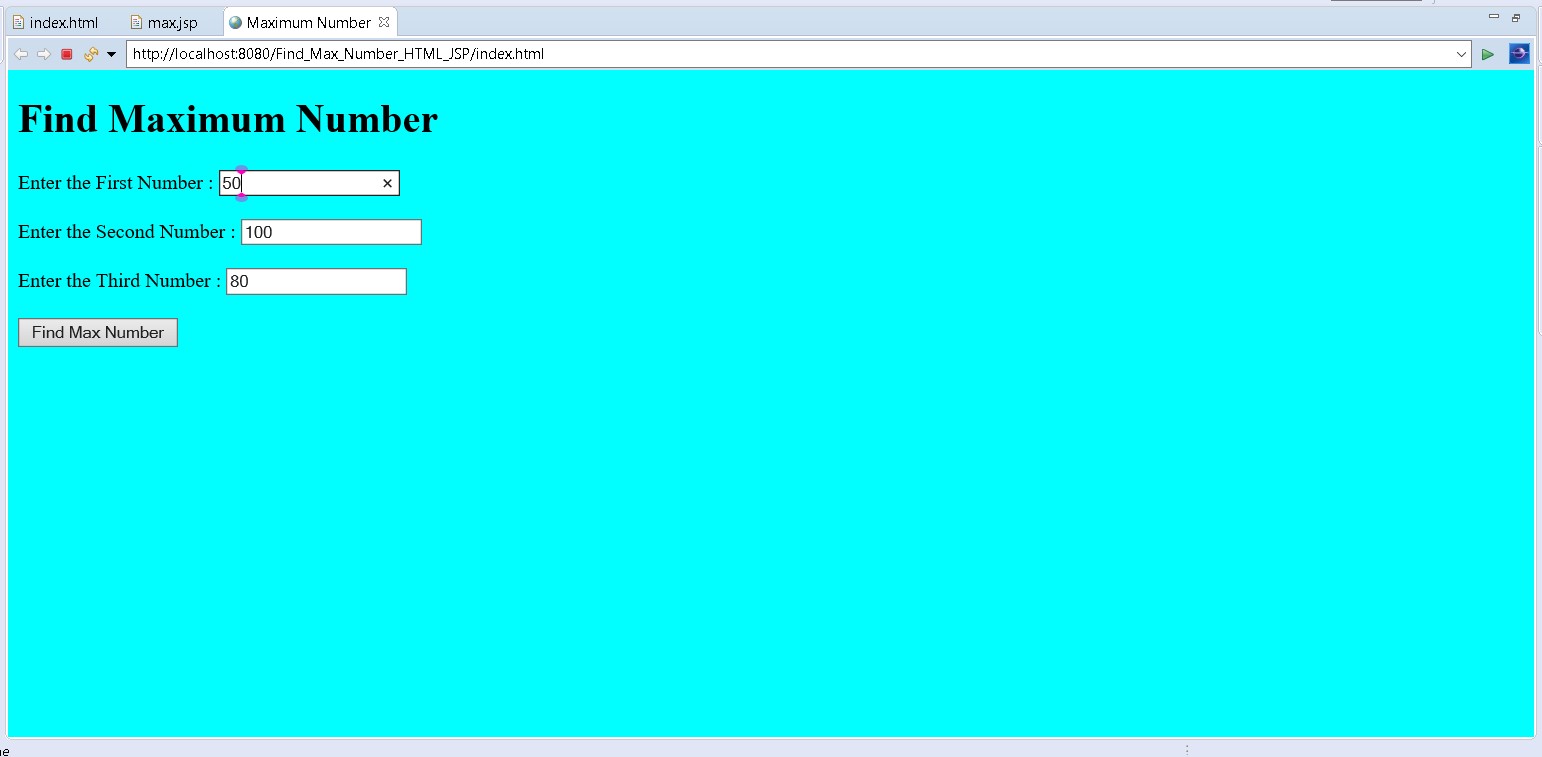 index.html max.jsp Maximum Number
http://localhost:8080/Find_Max_Number_HTML_JSP/index.html
Find Maximum Number
Enter the First Number : 50
Enter the Second Number : 100
Enter the Third Number : 80
Find Max Number